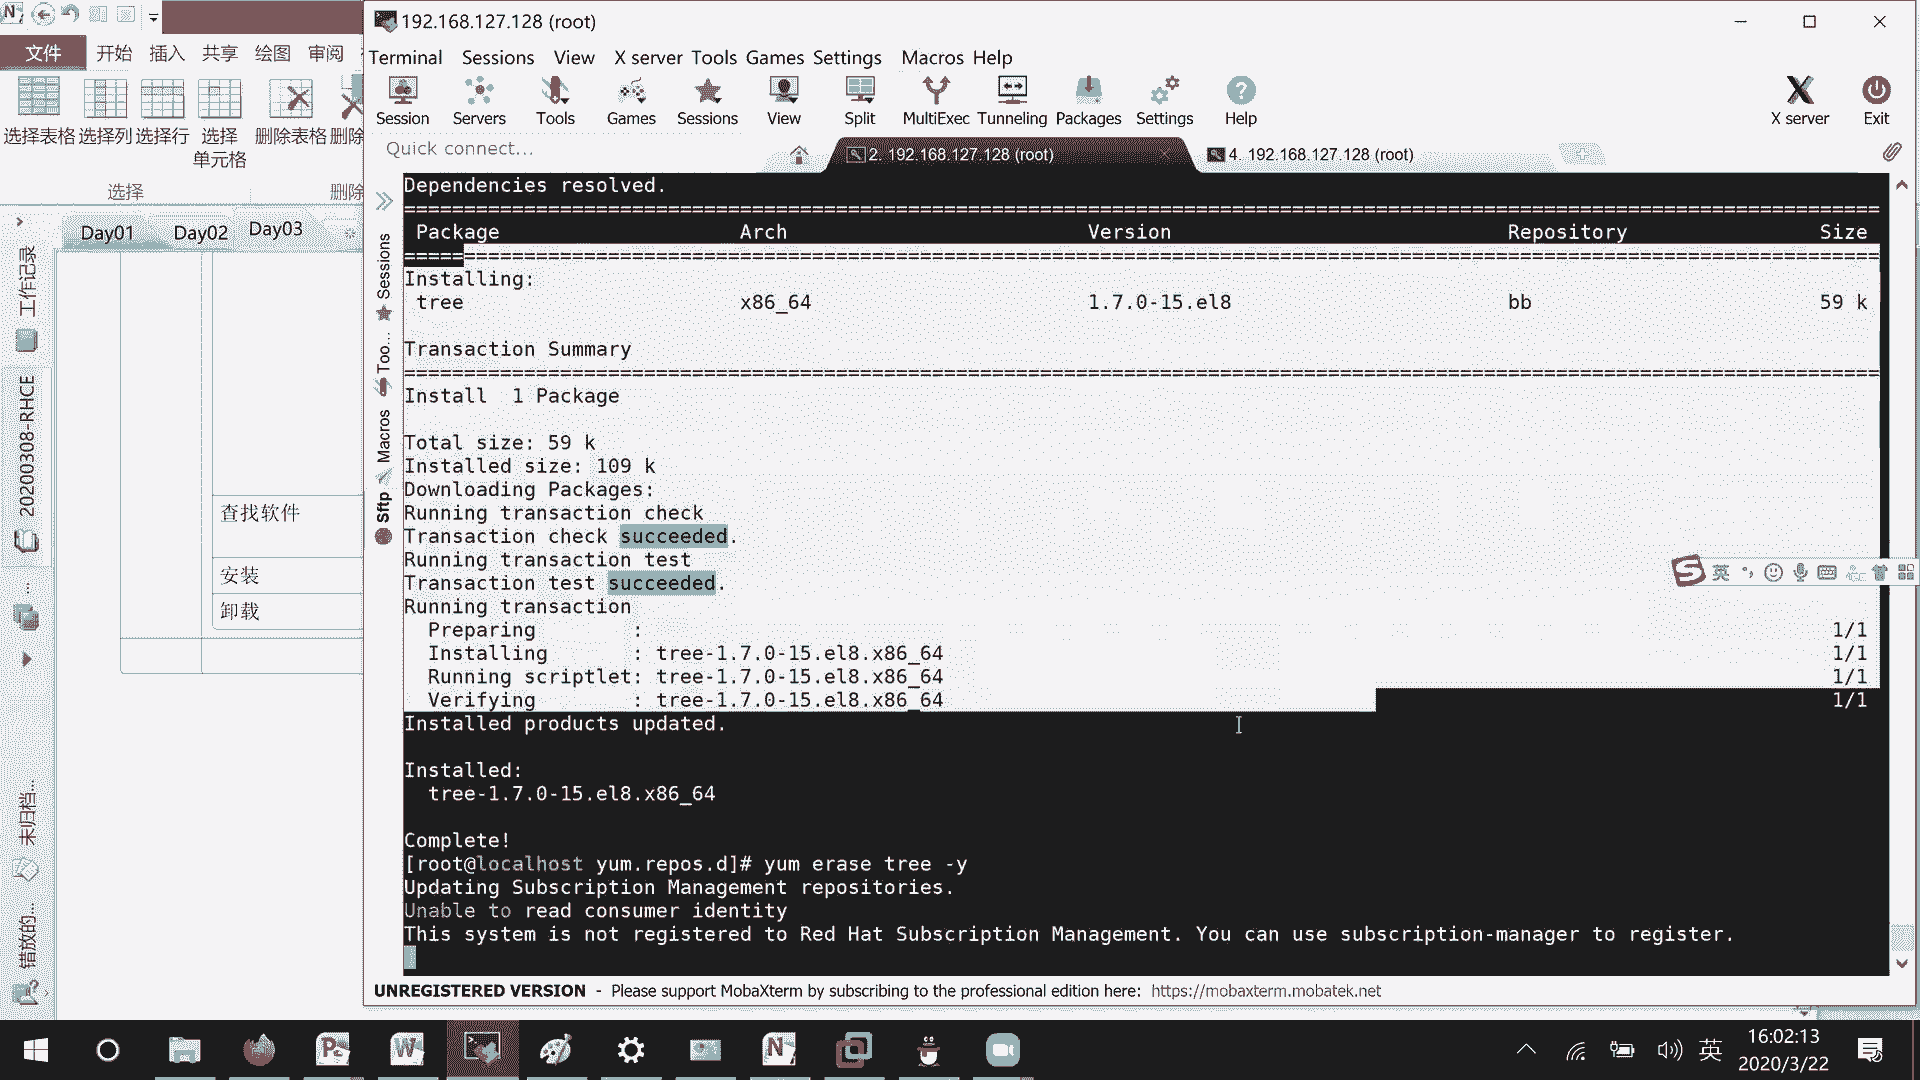 192.168.127.128 (root)
文件 开始 插入 共享 绘图 审阅
Terminal Sessions View X server Tools Games Settings Macros Help
选择表格 选择列 选择行 选择单元格 删除表格 删除
选择 删除
Session Servers Tools Games Sessions View Split MultiExec Tunneling Packages Settings Help X server Exit
Quick connect...
2. 192.168.127.128 (root)
4. 192.168.127.128 (root)
Day01 Day02 Day03
工作记录
20200308-RHCE
未归档...
错放的...
查找软件
安装
卸载
Sessions
Too...
Macros
Sftp
Dependencies resolved.
================================================================
Package Arch Version Repository Size
================================================================
Installing:
tree x86_64 1.7.0-15.el8 bb 59 k
Transaction Summary
================================================================
Install 1 Package
Total size: 59 k
Installed size: 109 k
Downloading Packages:
Running transaction check
Transaction check succeeded.
Running transaction test
Transaction test succeeded.
Running transaction
Preparing : 1/1
Installing : tree-1.7.0-15.el8.x86_64 1/1
Running scriptlet: tree-1.7.0-15.el8.x86_64 1/1
Verifying : tree-1.7.0-15.el8.x86_64 1/1
Installed products updated.
Installed:
tree-1.7.0-15.el8.x86_64
Complete!
[root@localhost yum.repos.d]# yum erase tree -y
Updating Subscription Management repositories.
Unable to read consumer identity
This system is not registered to Red Hat Subscription Management. You can use subscription-manager to register.
UNREGISTERED VERSION - Please support MobaXterm by subscribing to the professional edition here: https://mobaxterm.mobatek.net
英
英
16:02:13
2020/3/22